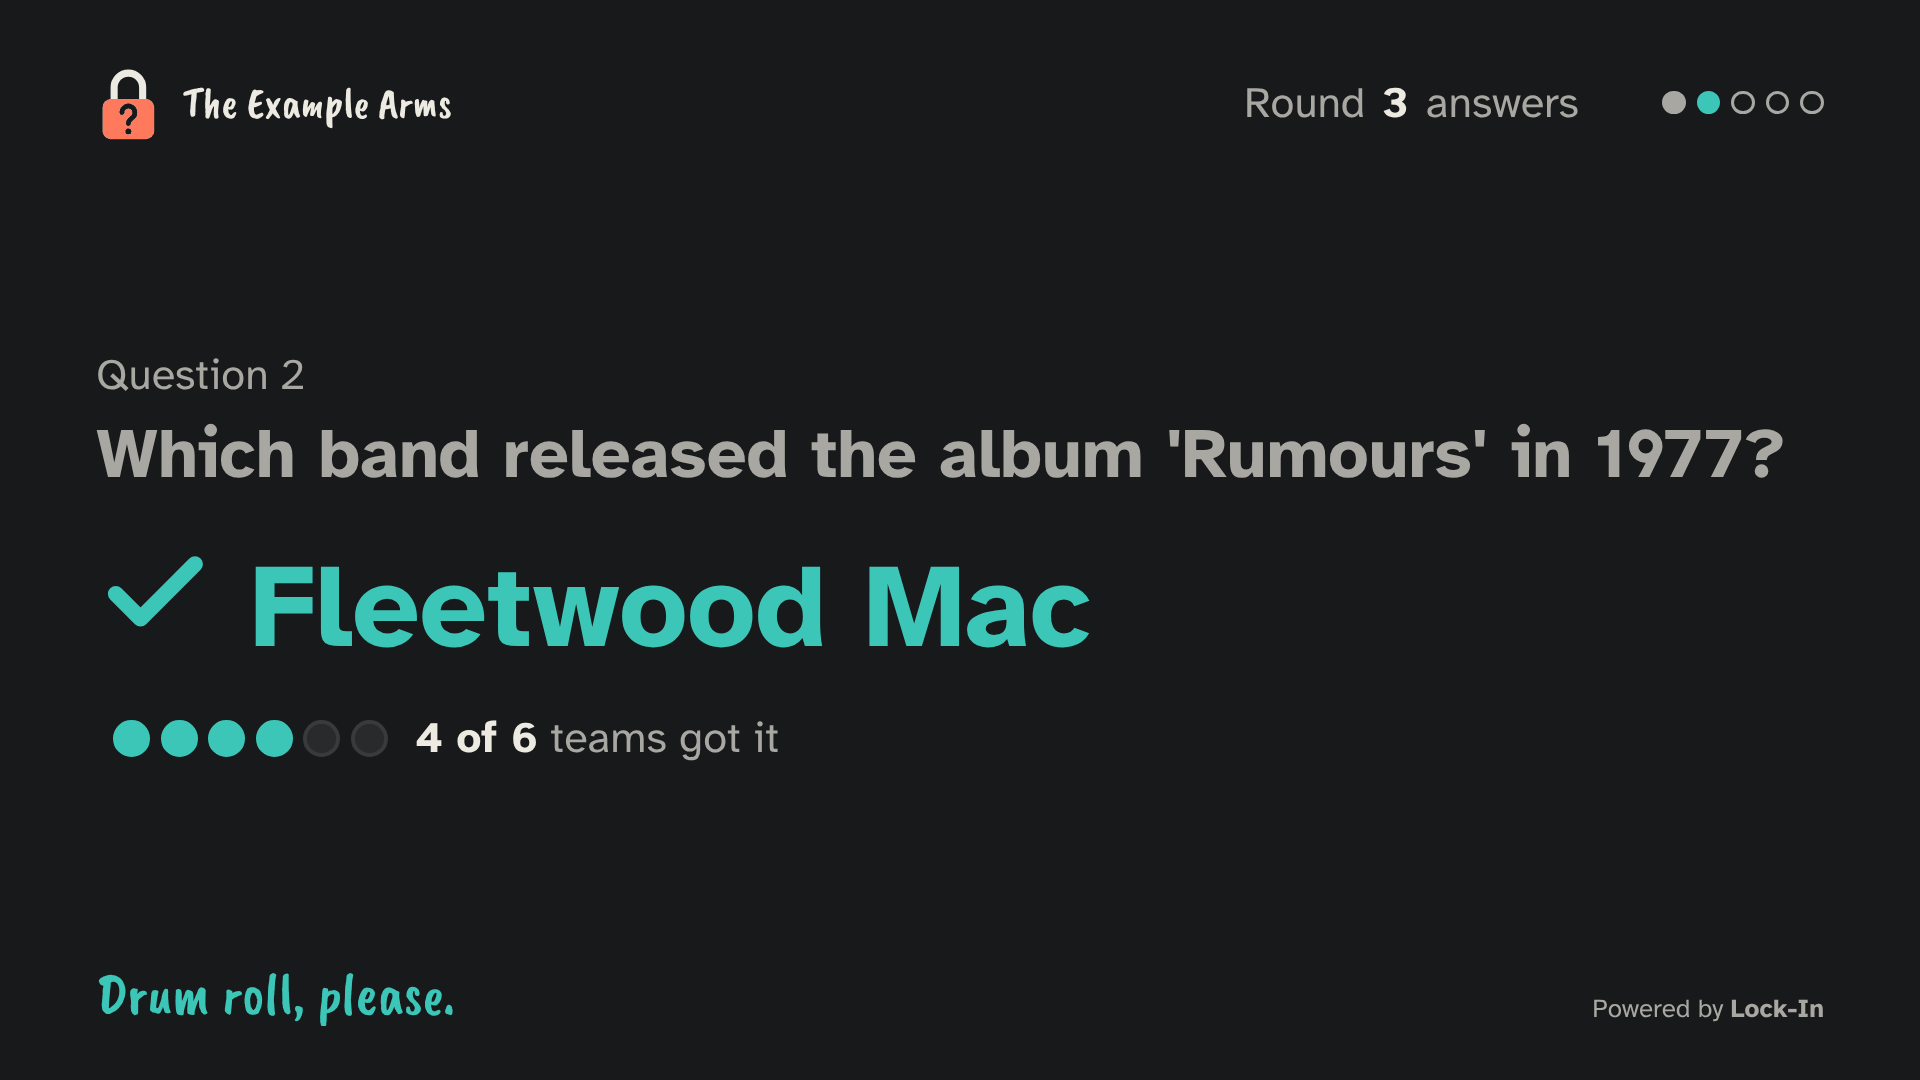 The Example Arms
Round 3 answers
Question 2
Which band released the album 'Rumours' in 1977?
Fleetwood Mac
4 of 6 teams got it
Drum roll, please.
Powered by Lock-In